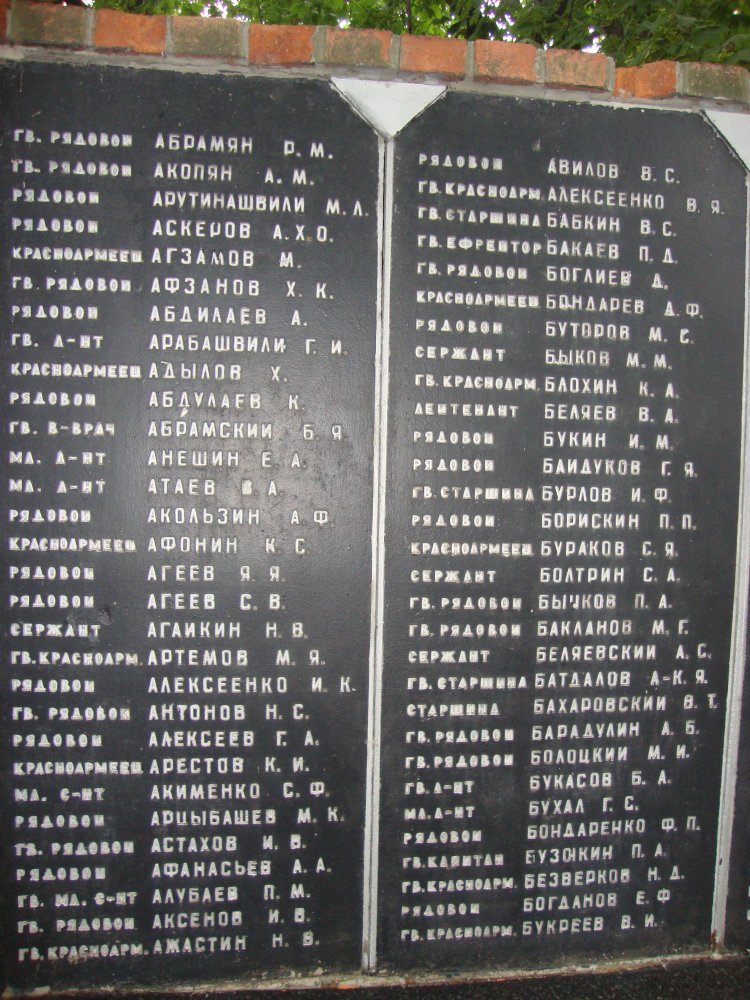 ГВ. РЯДОВОЙ АБРАМЯН Р. М.
ГВ. РЯДОВОЙ АКОПЯН А. М.
РЯДОВОЙ АРУТИНАШВИЛИ М. Л.
РЯДОВОЙ АСКЕРОВ А. Х. О.
КРАСНОАРМЕЕЦ АГЗАМОВ М.
ГВ. РЯДОВОЙ АФЗАНОВ Х. К.
РЯДОВОЙ АБДИЛАЕВ А.
ГВ. Л-НТ АРАБАШВИЛИ Г. И.
КРАСНОАРМЕЕЦ АДЫЛОВ Х.
РЯДОВОЙ АБДУЛАЕВ К.
ГВ. В-ВРАЧ АБРАМСКИЙ Б. Я
МЛ. Л-НТ АНЕШИН Е. А.
МЛ. Л-НТ АТАЕВ В. А.
РЯДОВОЙ АКОЛЬЗИН А. Ф.
КРАСНОАРМЕЕЦ АФОНИН К. С.
РЯДОВОЙ АГЕЕВ Я. Я.
РЯДОВОЙ АГЕЕВ С. В.
СЕРЖАНТ АГАЙКИН Н. В.
ГВ. КРАСНОАРМ. АРТЕМОВ М. Я.
РЯДОВОЙ АЛЕКСЕЕНКО И. К.
ГВ. РЯДОВОЙ АНТОНОВ Н. С.
РЯДОВОЙ АЛЕКСЕЕВ Г. А.
КРАСНОАРМЕЕЦ АРЕСТОВ К. И.
МЛ. С-НТ АКИМЕНКО С. Ф.
РЯДОВОЙ АРЦЫБАШЕВ М. К.
ГВ. РЯДОВОЙ АСТАХОВ И. В.
РЯДОВОЙ АФАНАСЬЕВ А. А.
ГВ. МЛ. С-НТ АЛУБАЕВ П. М.
ГВ. РЯДОВОЙ АКСЕНОВ И. В.
ГВ. КРАСНОАРМ. АЖАСТИН Н. В.
РЯДОВОЙ АВИЛОВ В. С.
ГВ. КРАСНОАРМ. АЛЕКСЕЕНКО В. Я.
ГВ. СТАРШИНА БАБКИН В. С.
ГВ. ЕФРЕЙТОР БАКАЕВ П. Д.
ГВ. РЯДОВОЙ БОГЛИЕВ Д.
КРАСНОАРМЕЕЦ БОНДАРЕВ А. Ф.
РЯДОВОЙ БУТОРОВ М. С.
СЕРЖАНТ БЫКОВ М. М.
ГВ. КРАСНОАРМ. БЛОХИН К. А.
ЛЕЙТЕНАНТ БЕЛЯЕВ В. А.
РЯДОВОЙ БУКИН И. М.
РЯДОВОЙ БАЙДУКОВ Г. Я.
ГВ. СТАРШИНА БУРЛОВ И. Ф.
РЯДОВОЙ БОРИСКИН П. П.
КРАСНОАРМЕЕЦ БУРАКОВ С. Я.
СЕРЖАНТ БОЛТРИН С. А.
ГВ. РЯДОВОЙ БЫЧКОВ П. А.
ГВ. РЯДОВОЙ БАКЛАНОВ М. Г.
СЕРЖАНТ БЕЛЯЕВСКИЙ А. С.
ГВ. СТАРШИНА БАТДАЛОВ А-К. Я.
СТАРШИНА БАХАРОВСКИЙ В. Т.
ГВ. РЯДОВОЙ БАРАДУЛИН А. Б.
ГВ. РЯДОВОЙ БОЛОЦКИЙ М. И.
ГВ. Л-НТ БУКАСОВ Б. А.
МЛ. Л-НТ БУХАЛ Г. С.
РЯДОВОЙ БОНДАРЕНКО Ф. П.
ГВ. КАПИТАН БУЗОНКИН П. А.
ГВ. КРАСНОАРМ. БЕЗВЕРКОВ Н. Д.
РЯДОВОЙ БОГДАНОВ Е. Ф
ГВ. КРАСНОАРМ. БУКРЕЕВ В. И.